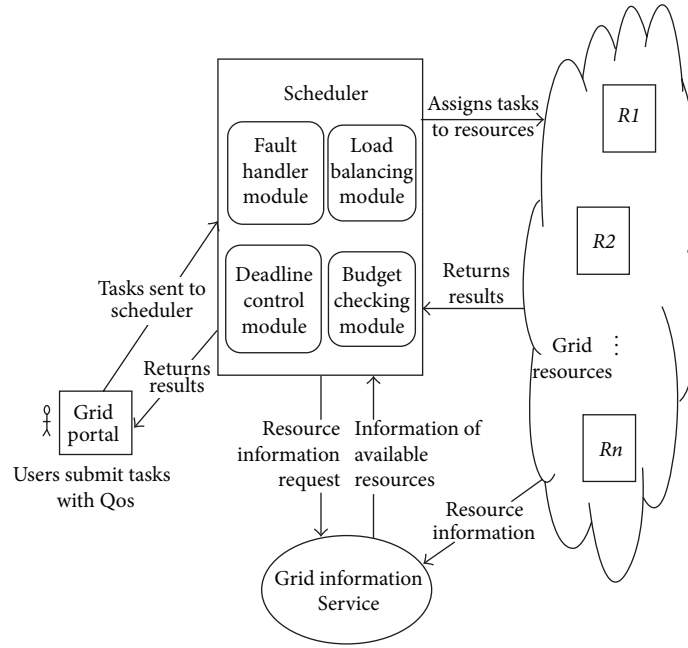 Scheduler
Fault
handler
module
Load
balancing
module
Deadline
control
module
Budget
checking
module
Assigns tasks
to resources
Returns
results
R1
R2
Grid ⋮
resources
Rn
Tasks sent to
scheduler
Returns
results
Grid
portal
Users submit tasks
with Qos
Resource
information
request
Information of
available
resources
Resource
information
Grid information
Service